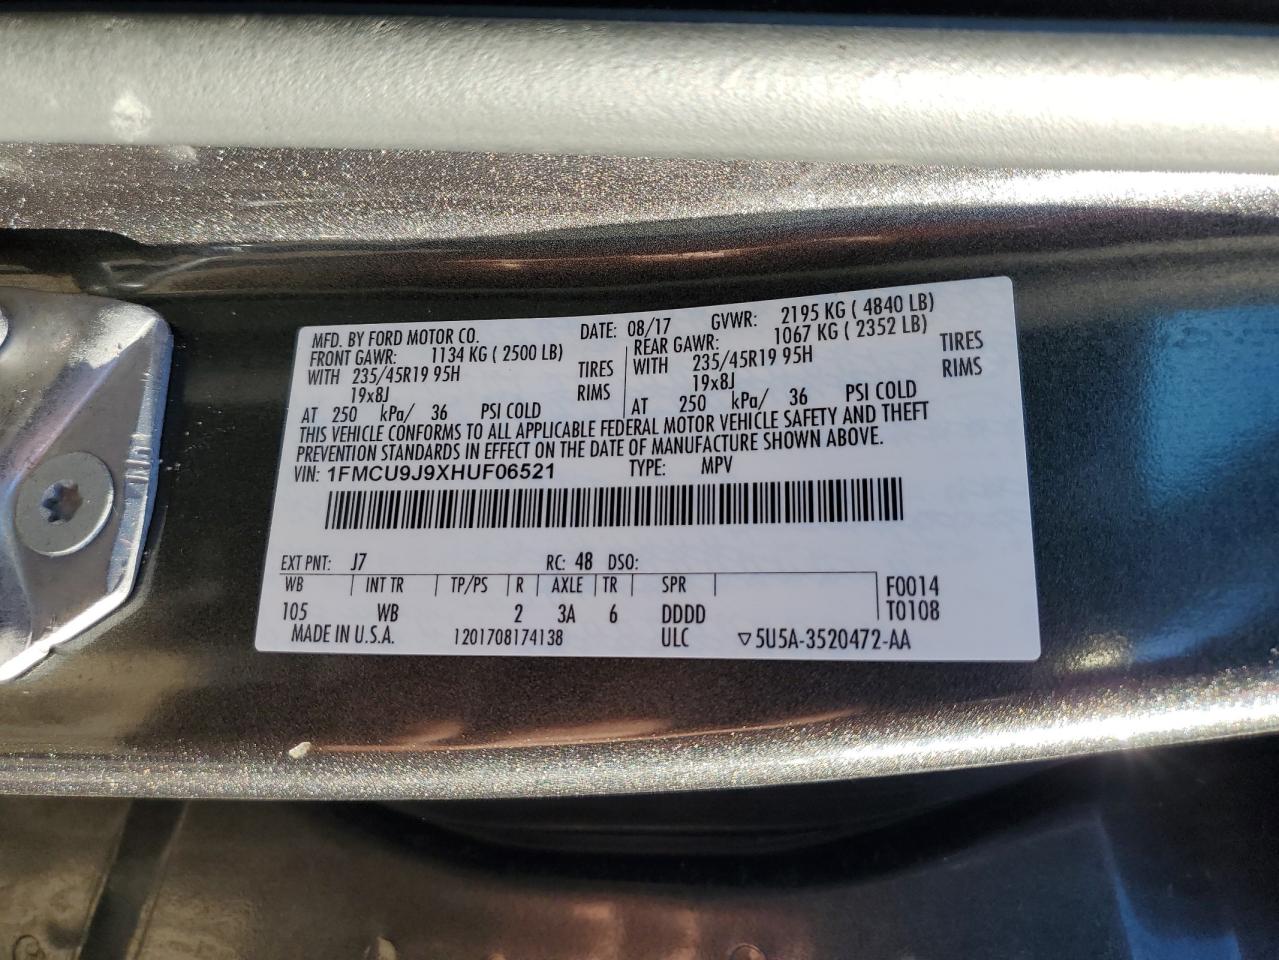 MFD. BY FORD MOTOR CO. DATE: 08/17 GVWR: 2195 KG ( 4840 LB)
FRONT GAWR: 1134 KG ( 2500 LB) REAR GAWR: 1067 KG ( 2352 LB)
WITH 235/45R19 95H TIRES WITH 235/45R19 95H TIRES
19x8J RIMS 19x8J RIMS
AT 250 kPa/ 36 PSI COLD AT 250 kPa/ 36 PSI COLD
THIS VEHICLE CONFORMS TO ALL APPLICABLE FEDERAL MOTOR VEHICLE SAFETY AND THEFT
PREVENTION STANDARDS IN EFFECT ON THE DATE OF MANUFACTURE SHOWN ABOVE.
VIN: 1FMCU9J9XHUF06521 TYPE: MPV
EXT PNT: J7 RC: 48 DSO:
WB INT TR TP/PS R AXLE TR SPR F0014
105 WB 2 3A 6 DDDD T0108
MADE IN U.S.A. 1201708174138 ULC ▽5U5A-3520472-AA